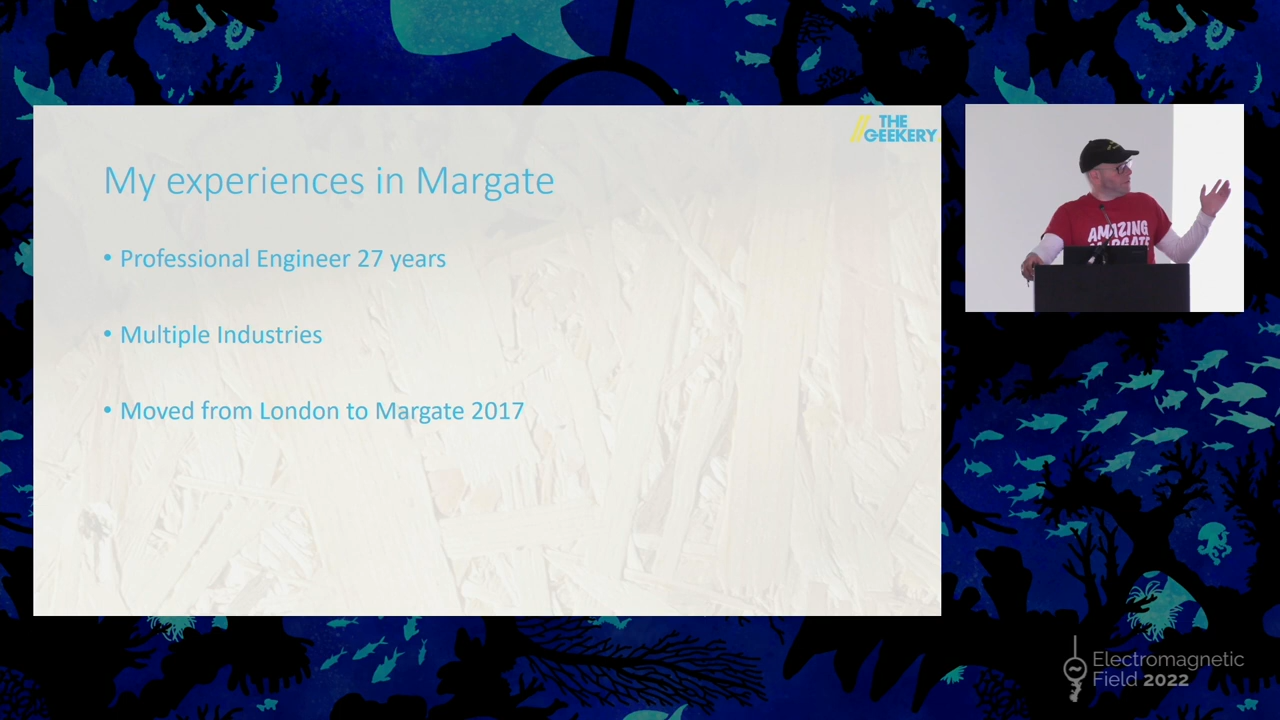 THE
GEEKERY
My experiences in Margate
• Professional Engineer 27 years
• Multiple Industries
• Moved from London to Margate 2017
AMAZING
MARGATE
Electromagnetic
Field 2022